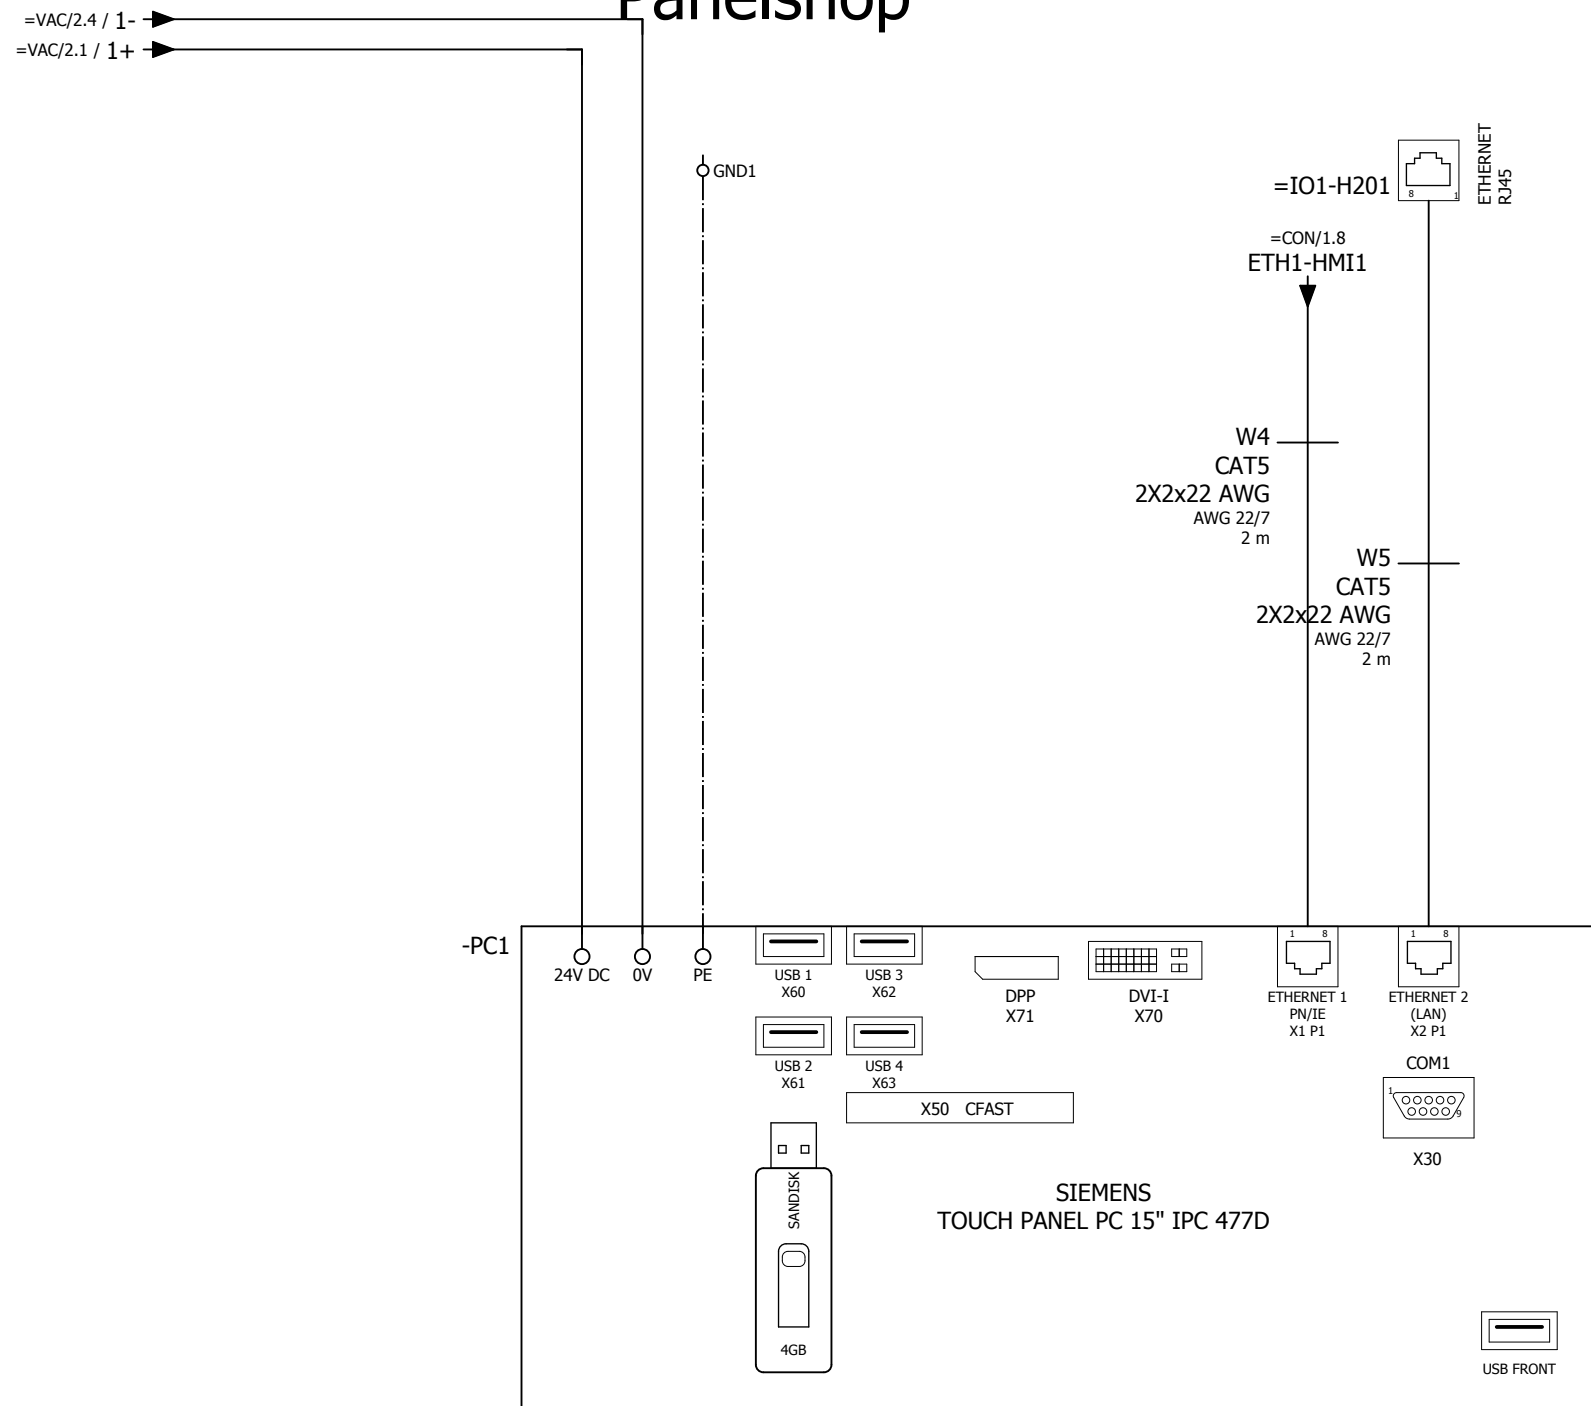 Panelshop
=VAC/2.4 / 1-
=VAC/2.1 / 1+
GND1
ETHERNET
RJ45
=IO1-H201
8 1
=CON/1.8
ETH1-HMI1
W4
CAT5
2X2x22 AWG
AWG 22/7
2 m
W5
CAT5
2X2x22 AWG
AWG 22/7
2 m
-PC1
24V DC
0V
PE
USB 1
X60
USB 3
X62
DPP
X71
DVI-I
X70
1 8
ETHERNET 1
PN/IE
X1 P1
1 8
ETHERNET 2
(LAN)
X2 P1
USB 2
X61
USB 4
X63
X50 CFAST
COM1
1
9
X30
SANDISK
4GB
SIEMENS
TOUCH PANEL PC 15" IPC 477D
USB FRONT